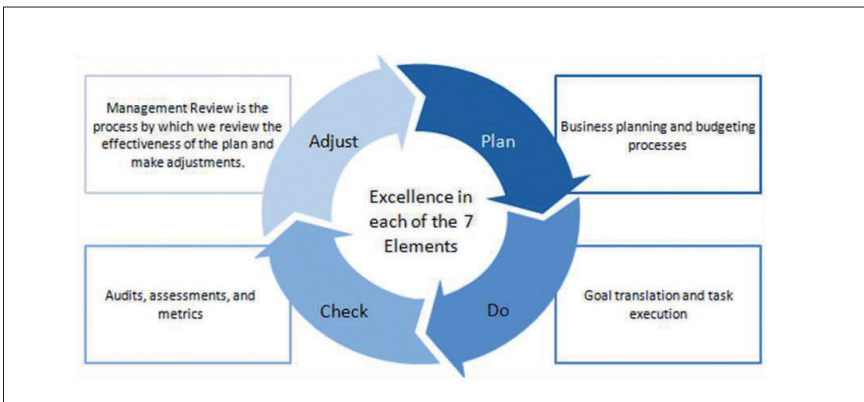 Management Review is the
process by which we review the
effectiveness of the plan and
make adjustments.
Adjust
Plan
Business planning and budgeting
processes
Excellence in
each of the 7
Elements
Audits, assessments, and
metrics
Check
Do
Goal translation and task
execution